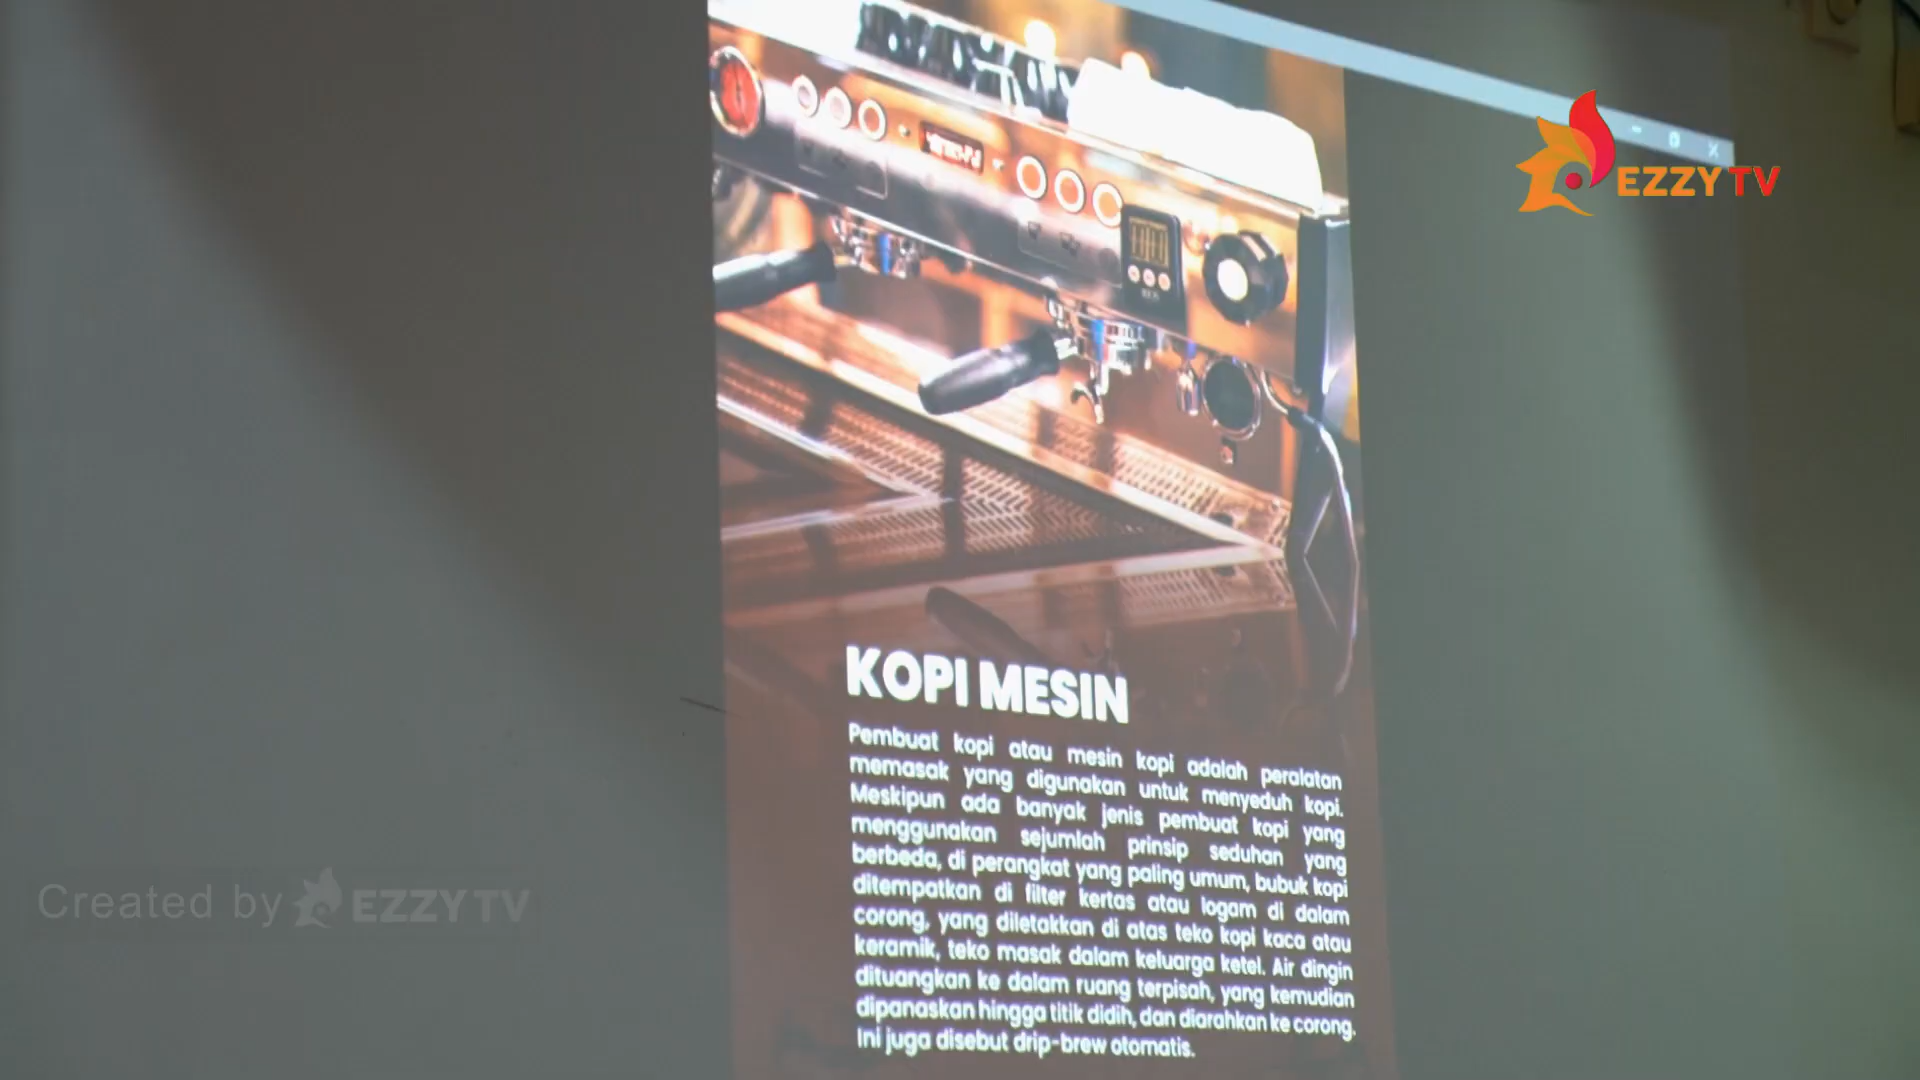 EZZY TV
KOPI MESIN
Pembuat kopi atau mesin kopi adalah peralatan
memasak yang digunakan untuk menyeduh kopi.
Meskipun ada banyak jenis pembuat kopi yang
menggunakan sejumlah prinsip seduhan yang
berbeda, di perangkat yang paling umum, bubuk kopi
ditempatkan di filter kertas atau logam di dalam
corong, yang diletakkan di atas teko kopi kaca atau
keramik, teko masak dalam keluarga ketel. Air dingin
dituangkan ke dalam ruang terpisah, yang kemudian
dipanaskan hingga titik didih, dan diarahkan ke corong.
Ini juga disebut drip-brew otomatis.
Created by EZZY TV